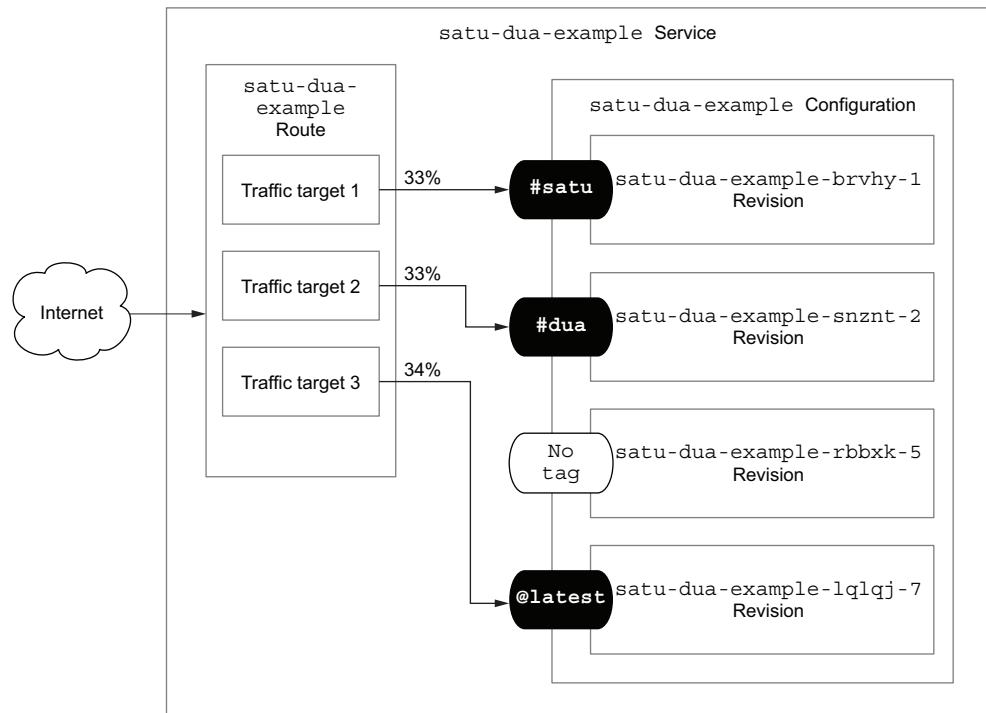 satu-dua-example Service
satu-dua-
example
Route
Traffic target 1
33%
Traffic target 2
33%
Traffic target 3
34%
Internet
satu-dua-example Configuration
#satu
satu-dua-example-brvhy-1
Revision
#dua
satu-dua-example-snznt-2
Revision
No
tag
satu-dua-example-rbbxk-5
Revision
@latest
satu-dua-example-lqlqj-7
Revision